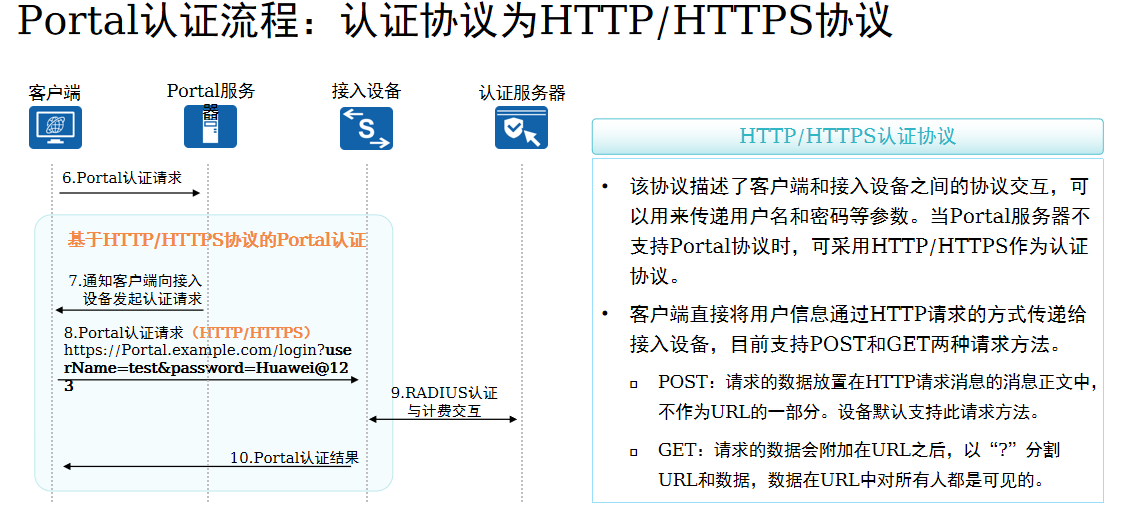 Portal认证流程：认证协议为HTTP/HTTPS协议
客户端
Portal服务
器
接入设备
认证服务器
S
6.Portal认证请求
基于HTTP/HTTPS协议的Portal认证
7.通知客户端向接入
设备发起认证请求
8.Portal认证请求（HTTP/HTTPS）
https://Portal.example.com/login?use
rName=test&password=Huawei@12
3
9.RADIUS认证
与计费交互
10.Portal认证结果
HTTP/HTTPS认证协议
• 该协议描述了客户端和接入设备之间的协议交互，可
以用来传递用户名和密码等参数。当Portal服务器不
支持Portal协议时，可采用HTTP/HTTPS作为认证
协议。
• 客户端直接将用户信息通过HTTP请求的方式传递给
接入设备，目前支持POST和GET两种请求方法。
▫ POST：请求的数据放置在HTTP请求消息的消息正文中，
不作为URL的一部分。设备默认支持此请求方法。
▫ GET：请求的数据会附加在URL之后，以“?”分割
URL和数据，数据在URL中对所有人都是可见的。